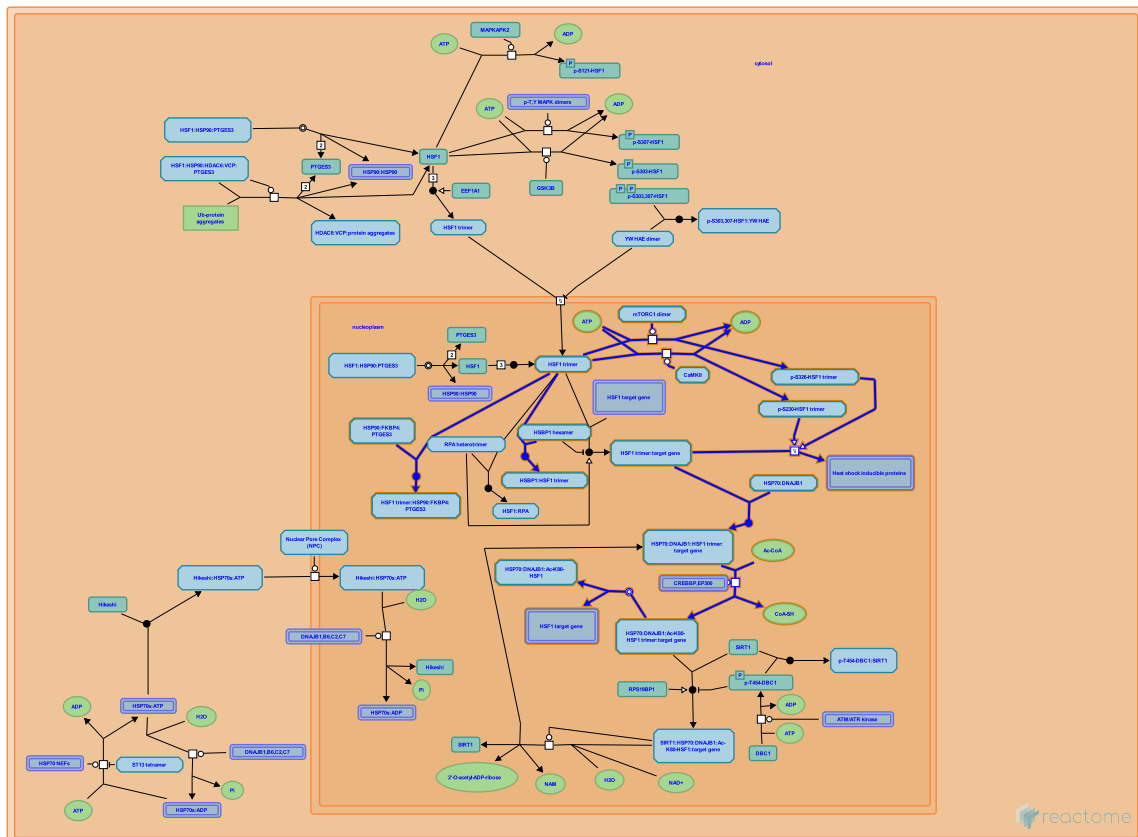 MAPKAPK2
ATP
ADP
P
p-S121-HSF1
cytosol
p-T,Y MAPK dimers
ATP
ADP
HSF1:HSP90:PTGES3
P
p-S307-HSF1
2
HSF1
HSF1:HSP90:HDAC6:VCP:
PTGES3
PTGES3
HSP90:HSP90
P
p-S303-HSF1
3
2
EEF1A1
GSK3B
P P
p-S303,307-HSF1
Ub-protein
aggregates
HDAC6:VCP:protein aggregates
HSF1 trimer
YWHAE dimer
p-S303,307-HSF1:YWHAE
nucleoplasm
ATP
mTORC1 dimer
ADP
PTGES3
2
HSF1:HSP90:PTGES3
HSF1
3
HSF1 trimer
CaMKII
p-S326-HSF1 trimer
HSP90:HSP90
HSF1 target gene
p-S230-HSF1 trimer
HSP90:FKBP4:
PTGES3
RPA heterotrimer
HSBP1 hexamer
HSF1 trimer:target gene
Heat shock inducible proteins
HSBP1:HSF1 trimer
HSP70:DNAJB1
HSF1 trimer:HSP90:FKBP4:
PTGES3
HSF1:RPA
Nuclear Pore Complex
(NPC)
HSP70:DNAJB1:HSF1 trimer:
target gene
Ac-CoA
Hikeshi:HSP70s:ATP
Hikeshi:HSP70s:ATP
HSP70:DNAJB1:Ac-K80-
HSF1
CREBBP,EP300
H2O
Hikeshi
HSF1 target gene
CoA-SH
DNAJB1,B6,C2,C7
HSP70:DNAJB1:Ac-K80-
HSF1 trimer:target gene
SIRT1
p-T454-DBC1:SIRT1
Hikeshi
P
p-T454-DBC1
RPS19BP1
Pi
ADP
HSP70s:ATP
ADP
HSP70s:ADP
H2O
ATM/ATR kinase
ATP
SIRT1
SIRT1:HSP70:DNAJB1:Ac-
K80-HSF1:target gene
DBC1
DNAJB1,B6,C2,C7
HSP70 NEFs
ST13 tetramer
2'-O-acetyl-ADP-ribose
NAM
H2O
NAD+
Pi
ATP
HSP70s:ADP
reactome